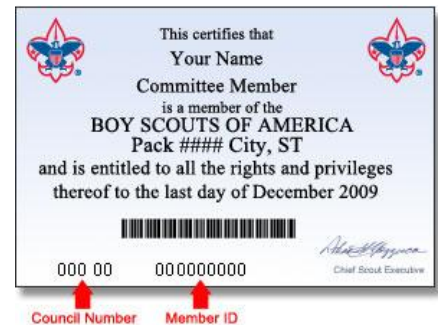 This certifies that
Your Name
Committee Member
is a member of the
BOY SCOUTS OF AMERICA
Pack #### City, ST
and is entitled to all the rights and privileges
thereof to the last day of December 2009
000 00 000000000
Chief Scout Executive
Council Number Member ID